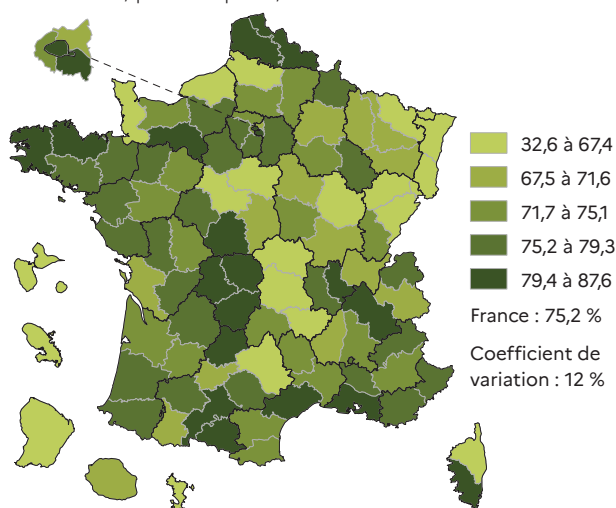 32,6 à 67,4
67,5 à 71,6
71,7 à 75,1
75,2 à 79,3
79,4 à 87,6
France : 75,2 %
Coefficient de
variation : 12 %